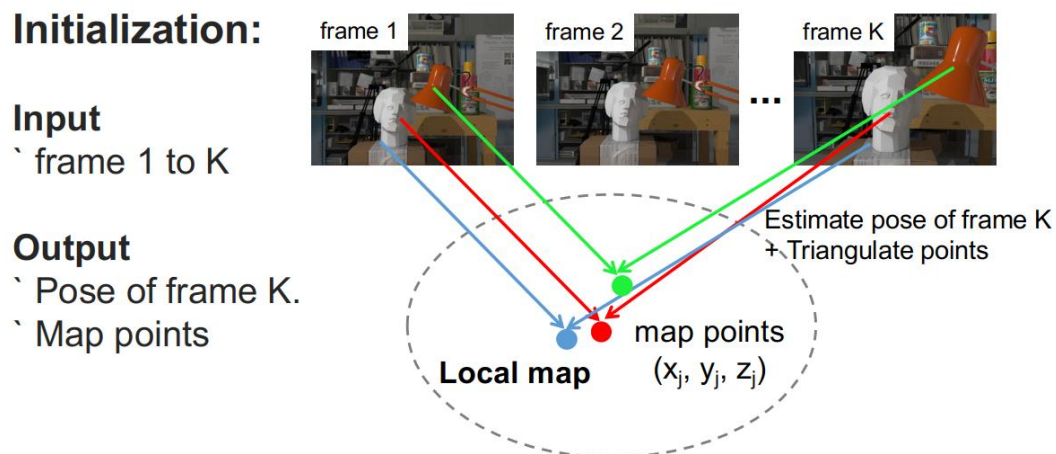 Initialization:
Input
` frame 1 to K
Output
` Pose of frame K.
` Map points
frame 1
frame 2
...
frame K
Estimate pose of frame K
+ Triangulate points
map points
(xj, yj, zj)
Local map